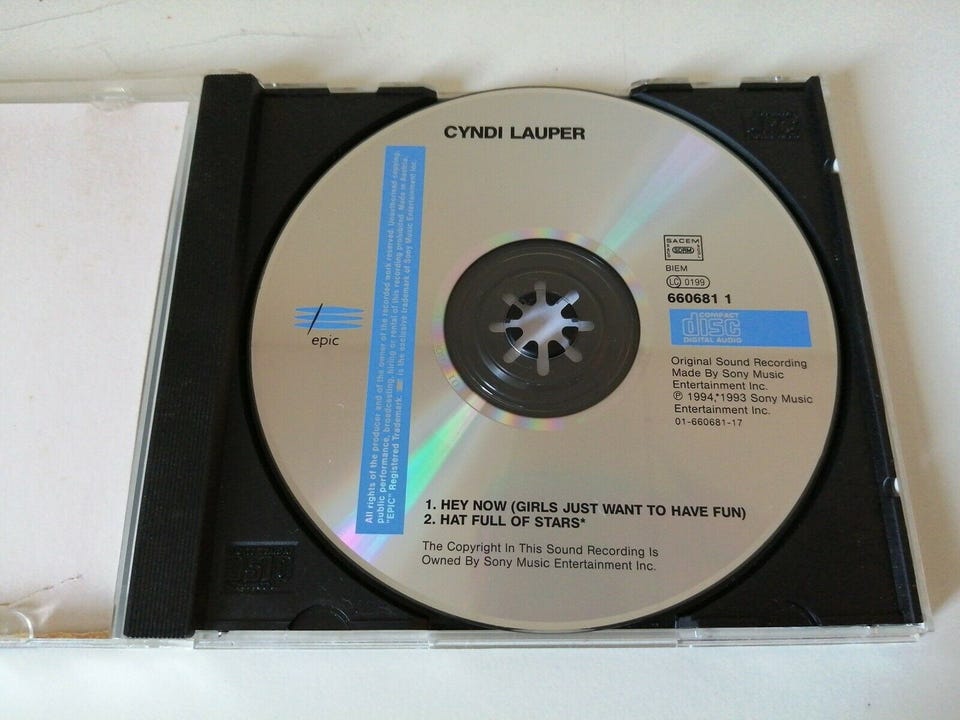 CYNDI LAUPER
All rights of the producer and of the owner of the recorded work reserved. Unauthorised copying,
public performance, broadcasting, hiring or rental of this recording prohibited. Made in Austria.
"EPIC" Registered Trademark. is the exclusive trademark of Sony Music Entertainment Inc.
epic
SACEM
SDRM
BIEM
LC 0199
660681 1
COMPACT
disc
DIGITAL AUDIO
Original Sound Recording
Made By Sony Music
Entertainment Inc.
℗ 1994,*1993 Sony Music
Entertainment Inc.
01-660681-17
1. HEY NOW (GIRLS JUST WANT TO HAVE FUN)
2. HAT FULL OF STARS*
The Copyright In This Sound Recording Is
Owned By Sony Music Entertainment Inc.